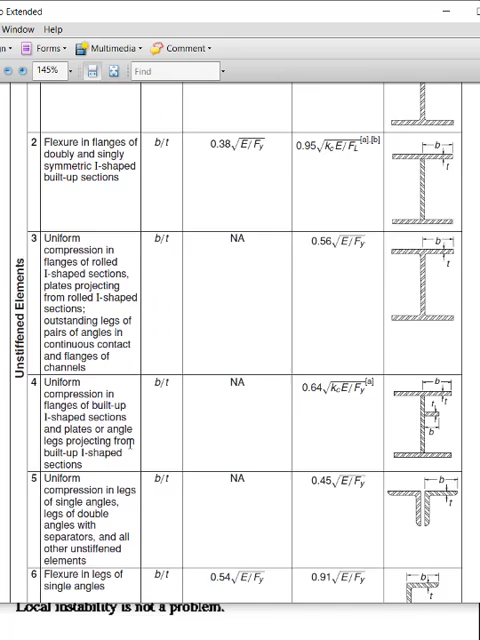 o Extended
Window Help
n Forms Multimedia Comment
145% Find
2 Flexure in flanges of b/t 0.38√E/Fy 0.95√kcE/FL[a],[b] b
doubly and singly t
symmetric I-shaped
built-up sections
3 Uniform b/t NA 0.56√E/Fy b
compression in
flanges of rolled t
I-shaped sections,
plates projecting
from rolled I-shaped
sections;
outstanding legs of
pairs of angles in
continuous contact
and flanges of
channels
Unstiffened Elements
4 Uniform b/t NA 0.64√kcE/Fy[a] b
compression in t
flanges of built-up t
I-shaped sections
and plates or angle b
legs projecting from
built-up I-shaped
sections
5 Uniform b/t NA 0.45√E/Fy b
compression in legs
of single angles, t
legs of double
angles with
separators, and all
other unstiffened
elements
6 Flexure in legs of b/t 0.54√E/Fy 0.91√E/Fy
single angles t
Local instability is not a problem.